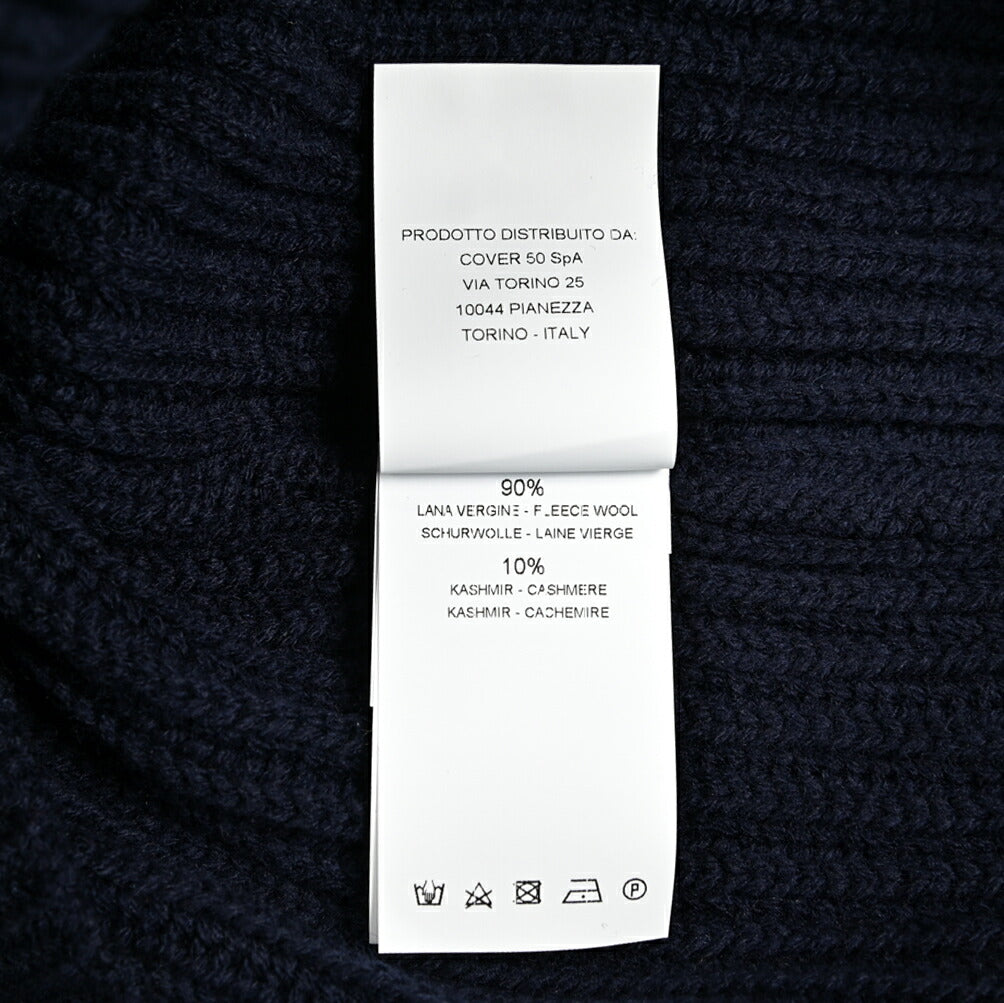 PRODOTTO DISTRIBUITO DA:
COVER 50 SpA
VIA TORINO 25
10044 PIANEZZA
TORINO - ITALY
90%
LANA VERGINE - FLEECE WOOL
SCHURWOLLE - LAINE VIERGE
10%
KASHMIR - CASHMERE
KASHMIR - CACHEMIRE
P